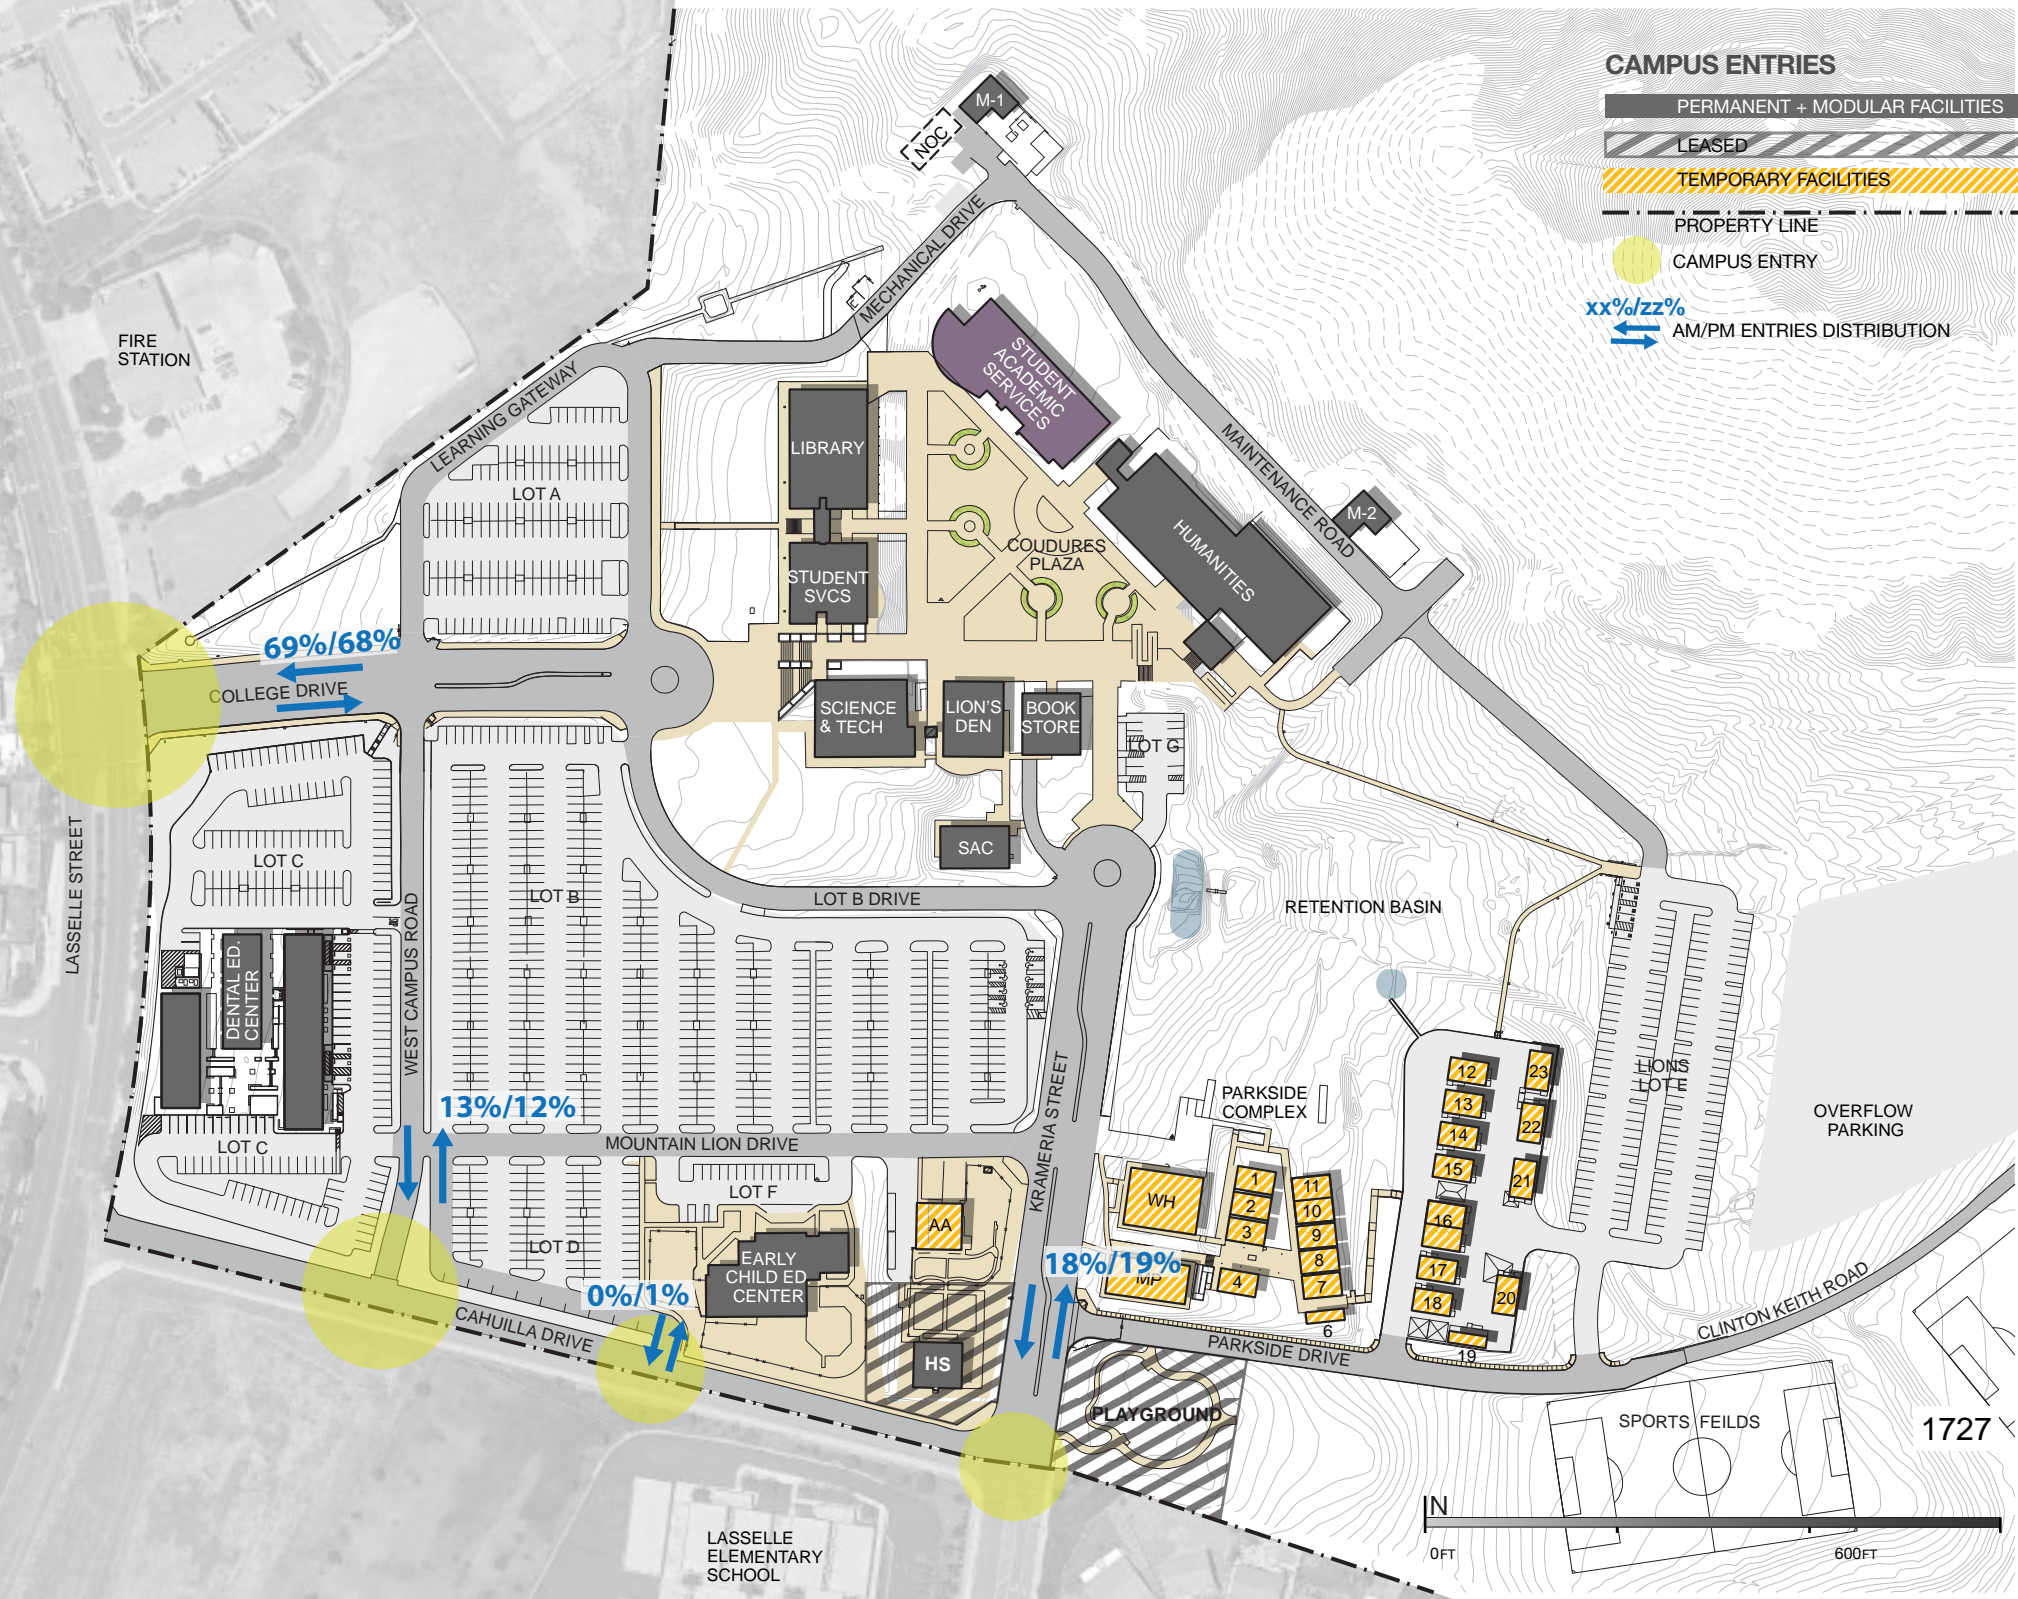 CAMPUS ENTRIES
PERMANENT + MODULAR FACILITIES
LEASED
TEMPORARY FACILITIES
PROPERTY LINE
CAMPUS ENTRY
xx%/zz%
AM/PM ENTRIES DISTRIBUTION
M-1
NOC
MECHANICAL DRIVE
FIRE
STATION
LEARNING GATEWAY
STUDENT
ACADEMIC
SERVICES
LIBRARY
LOT A
MAINTENANCE ROAD
M-2
HUMANITIES
COUDURES
PLAZA
STUDENT
SVCS
69%/68%
COLLEGE DRIVE
SCIENCE
& TECH
LION'S
DEN
BOOK
STORE
LOT G
LASSELLE STREET
LOT C
SAC
LOT B
LOT B DRIVE
RETENTION BASIN
DENTAL ED.
CENTER
WEST CAMPUS ROAD
KRAMERIA STREET
LIONS
LOT E
OVERFLOW
PARKING
PARKSIDE
COMPLEX
13%/12%
MOUNTAIN LION DRIVE
LOT C
LOT F
LOT D
AA
WH
MP
1
2
3
4
11
10
9
8
7
6
12
13
14
15
16
17
18
19
20
21
22
23
EARLY
CHILD ED
CENTER
18%/19%
0%/1%
CAHUILLA DRIVE
HS
PARKSIDE DRIVE
CLINTON KEITH ROAD
PLAYGROUND
SPORTS FEILDS
1727
LASSELLE
ELEMENTARY
SCHOOL
N
0FT
600FT